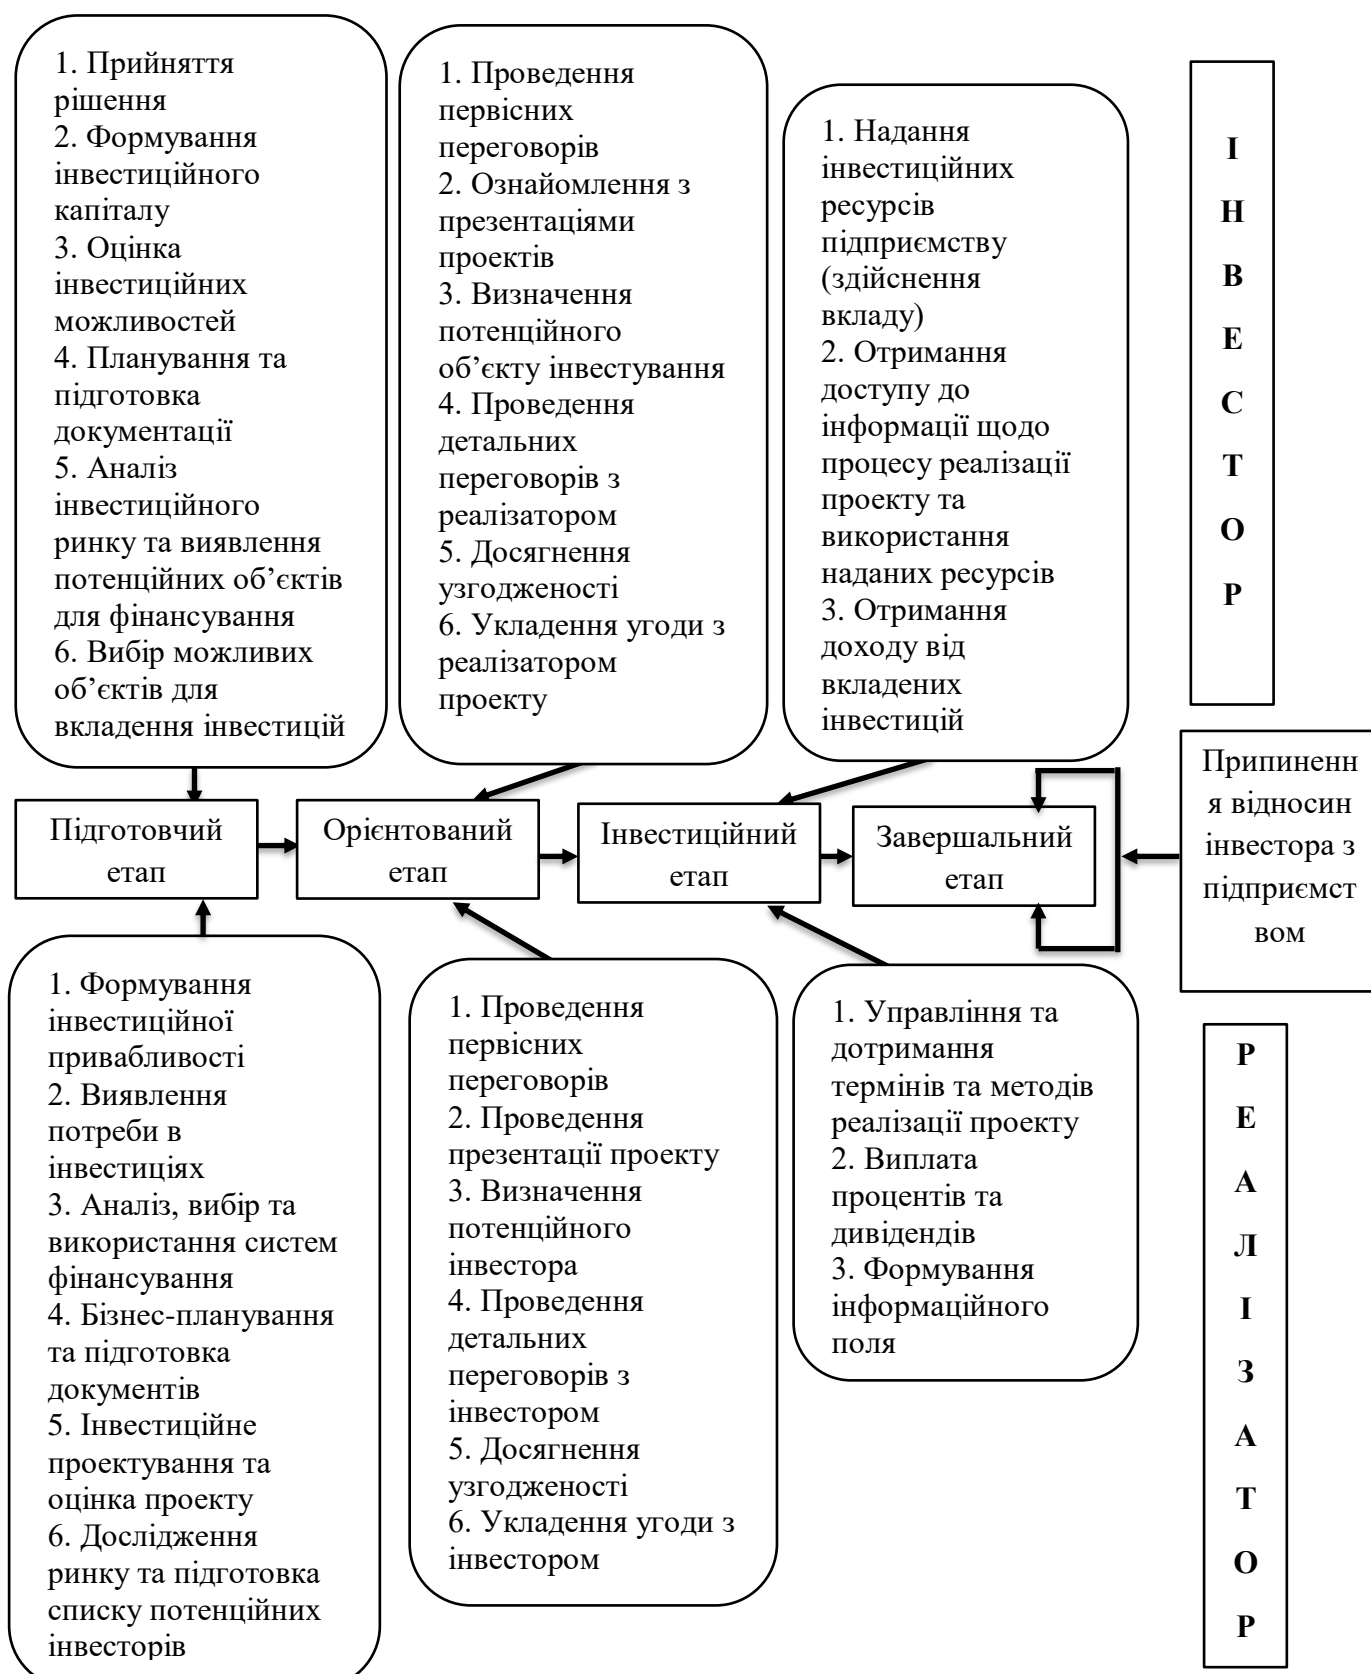 1. Прийняття
рішення
2. Формування
інвестиційного
капіталу
3. Оцінка
інвестиційних
можливостей
4. Планування та
підготовка
документації
5. Аналіз
інвестиційного
ринку та виявлення
потенційних об’єктів
для фінансування
6. Вибір можливих
об’єктів для
вкладення інвестицій
1. Проведення
первісних
переговорів
2. Ознайомлення з
презентаціями
проектів
3. Визначення
потенційного
об’єкту інвестування
4. Проведення
детальних
переговорів з
реалізатором
5. Досягнення
узгодженості
6. Укладення угоди з
реалізатором
проекту
1. Надання
інвестиційних
ресурсів
підприємству
(здійснення
вкладу)
2. Отримання
доступу до
інформації щодо
процесу реалізації
проекту та
використання
наданих ресурсів
3. Отримання
доходу від
вкладених
інвестицій
І
Н
В
Е
С
Т
О
Р
Підготовчий
етап
Орієнтований
етап
Інвестиційний
етап
Завершальний
етап
Припиненн
я відносин
інвестора з
підприємст
вом
1. Формування
інвестиційної
привабливості
2. Виявлення
потреби в
інвестиціях
3. Аналіз, вибір та
використання систем
фінансування
4. Бізнес-планування
та підготовка
документів
5. Інвестиційне
проектування та
оцінка проекту
6. Дослідження
ринку та підготовка
списку потенційних
інвесторів
1. Проведення
первісних
переговорів
2. Проведення
презентації проекту
3. Визначення
потенційного
інвестора
4. Проведення
детальних
переговорів з
інвестором
5. Досягнення
узгодженості
6. Укладення угоди з
інвестором
1. Управління та
дотримання
термінів та методів
реалізації проекту
2. Виплата
процентів та
дивідендів
3. Формування
інформаційного
поля
Р
Е
А
Л
І
З
А
Т
О
Р